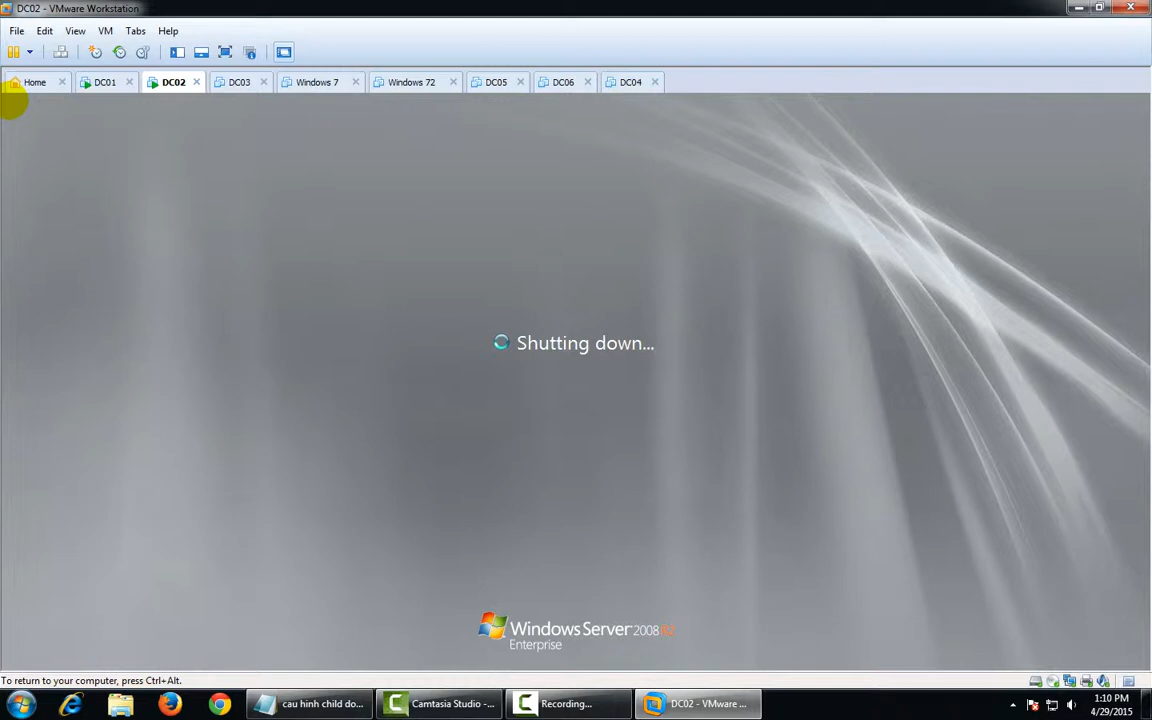 DC02 - VMware Workstation
File Edit View VM Tabs Help
Home DC01 DC02 DC03 Windows 7 Windows 72 DC05 DC06 DC04
Shutting down...
Windows Server 2008 R2
Enterprise
To return to your computer, press Ctrl+Alt.
cau hinh child do... Camtasia Studio -... Recording... DC02 - VMware ...
1:10 PM
4/29/2015